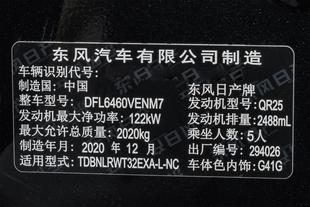 东风汽车有限公司制造
车辆识别代号:
制造国: 中国 东风日产牌
整车型号: DFL6460VENM7 发动机型号: QR25
发动机最大净功率: 122kW 发动机排量: 2488mL
最大允许总质量: 2020kg 乘坐人数: 5人
制造年月: 2020 年 12 月 出厂编号: 294026
适用型式: TDBNLRWT32EXA-L-NC 车体色内饰: G41G